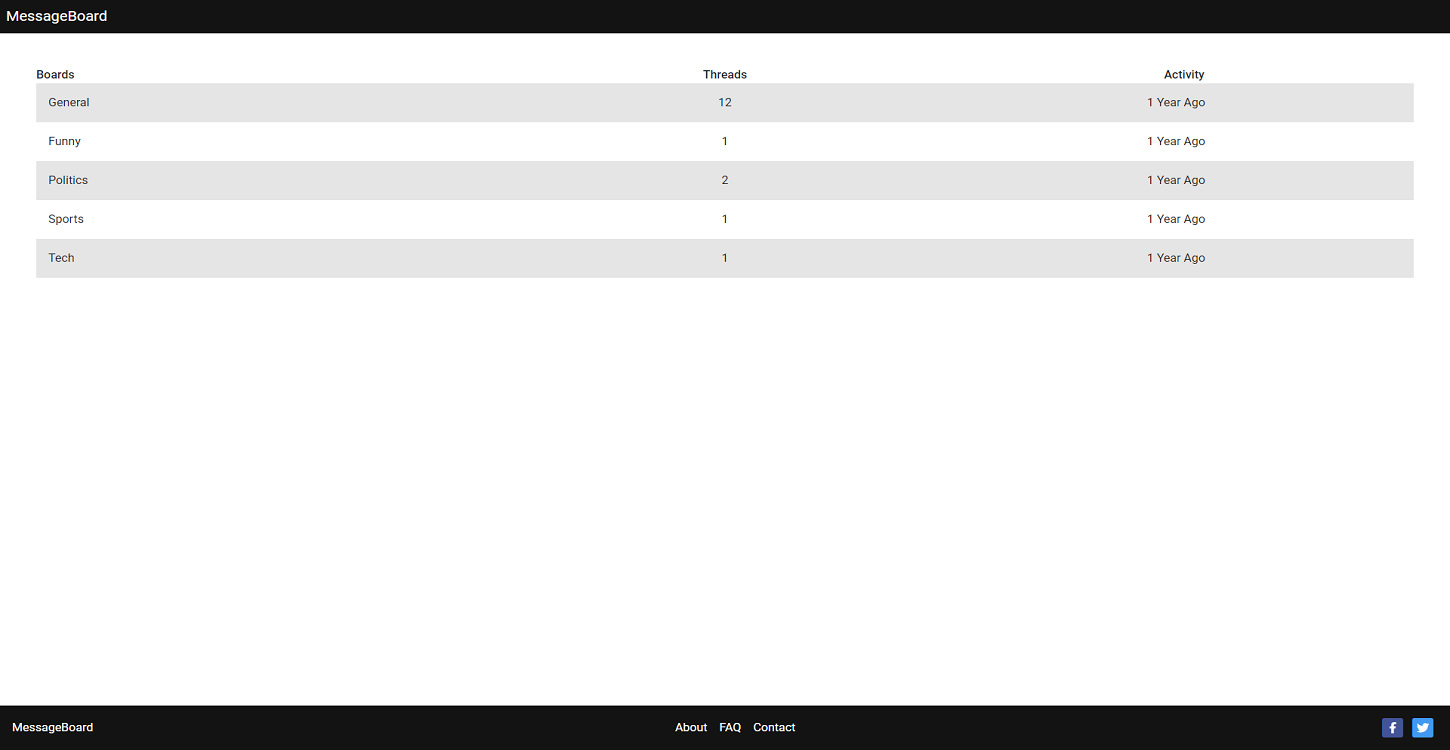 MessageBoard
Boards Threads Activity
General 12 1 Year Ago
Funny 1 1 Year Ago
Politics 2 1 Year Ago
Sports 1 1 Year Ago
Tech 1 1 Year Ago
MessageBoard About FAQ Contact